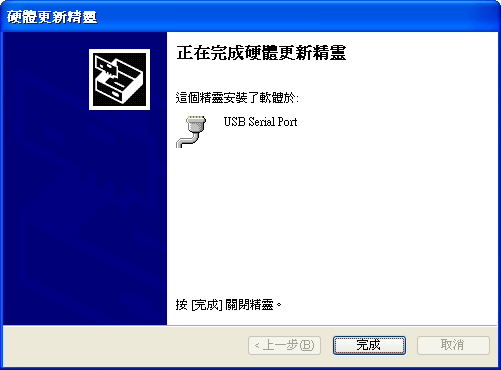 硬體更新精靈
正在完成硬體更新精靈
這個精靈安裝了軟體於:
USB Serial Port
按 [完成] 關閉精靈。
< 上一步(B) 完成 取消